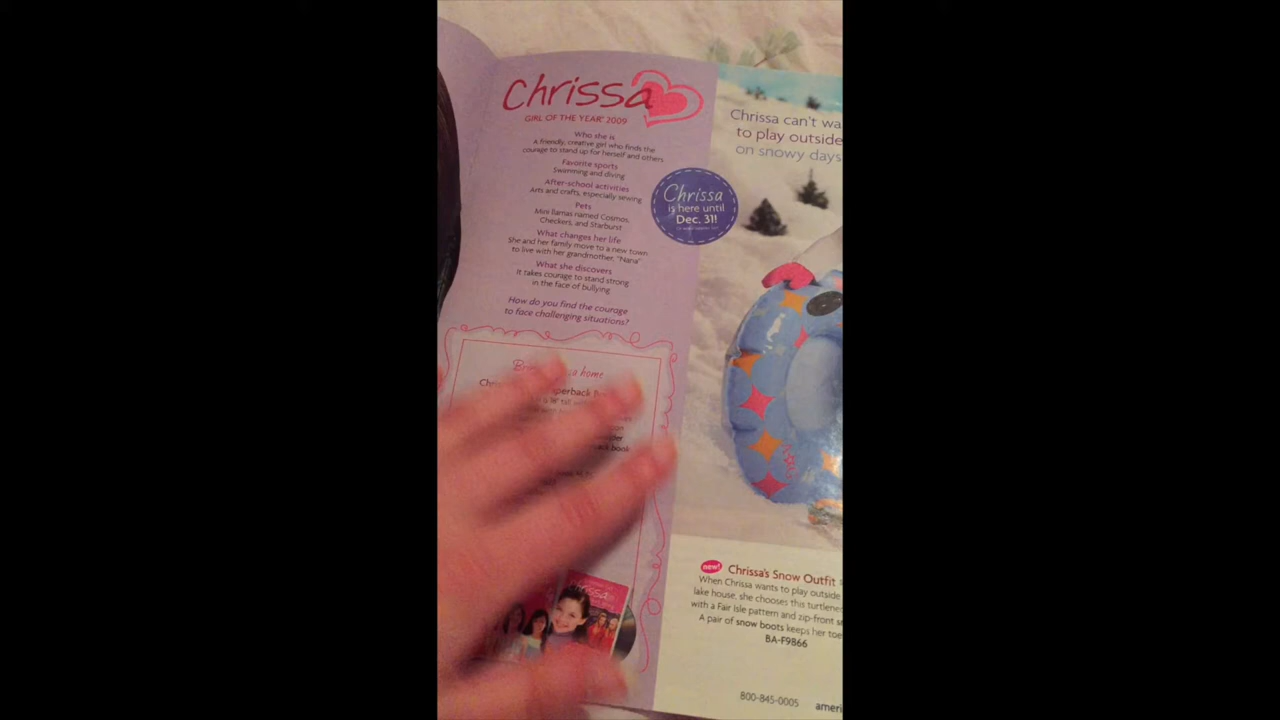 Chrissa
GIRL OF THE YEAR® 2009
Who she is
A friendly, creative girl who finds the
courage to stand up for herself and others
Favorite sports
Swimming and diving
After-school activities
Arts and crafts, especially sewing
Pets
Mini llamas named Cosmos,
Checkers, and Starburst
What changes her life
She and her family move to a new town
to live with her grandmother, "Nana"
What she discovers
It takes courage to stand strong
in the face of bullying
How do you find the courage
to face challenging situations?
home
Chrissa
is here until
Dec. 31!
Chrissa can't wa
to play outside
on snowy days
new!
Chrissa's Snow Outfit
When Chrissa wants to play outside
lake house, she chooses this turtlene
with a Fair Isle pattern and zip-front s
A pair of snow boots keeps her toe
BA-F9866
800-845-0005 ameri